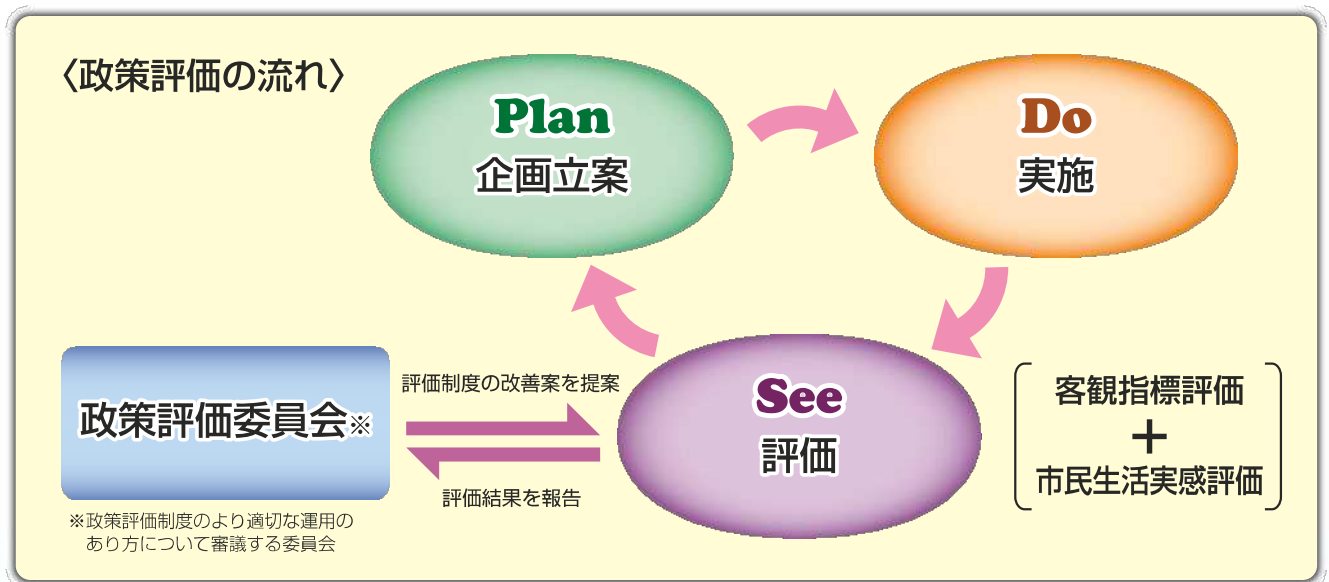 〈政策評価の流れ〉
Plan
企画立案
Do
実施
See
評価
客観指標評価
＋
市民生活実感評価
評価制度の改善案を提案
評価結果を報告
政策評価委員会※
※政策評価制度のより適切な運用の
あり方について審議する委員会